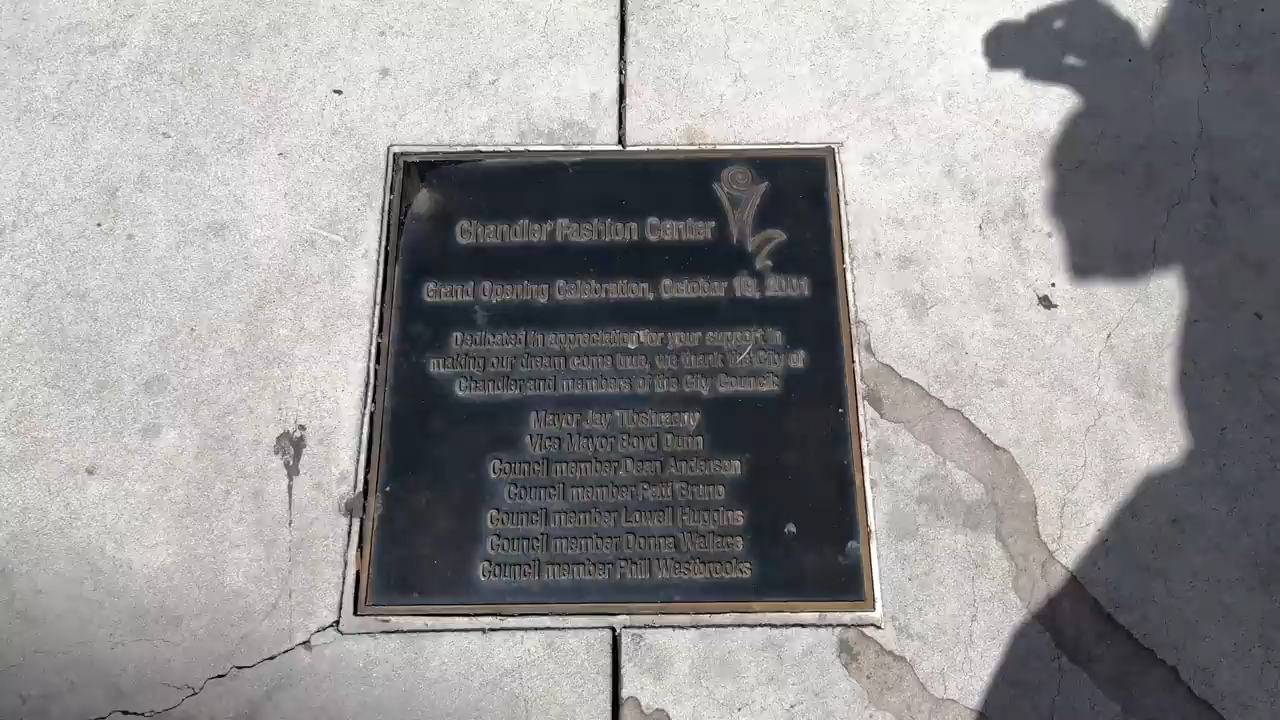 Chandler Fashion Center
Grand Opening Celebration, October 19, 2001
Dedicated in appreciation for your support in
making our dream come true, we thank the City of
Chandler and members of the City Council:
Mayor Jay Tibshraeny
Vice Mayor Boyd Dunn
Council member Dean Anderson
Council member Patti Bruno
Council member Lowell Huggins
Council member Donna Wallace
Council member Phill Westbrooks